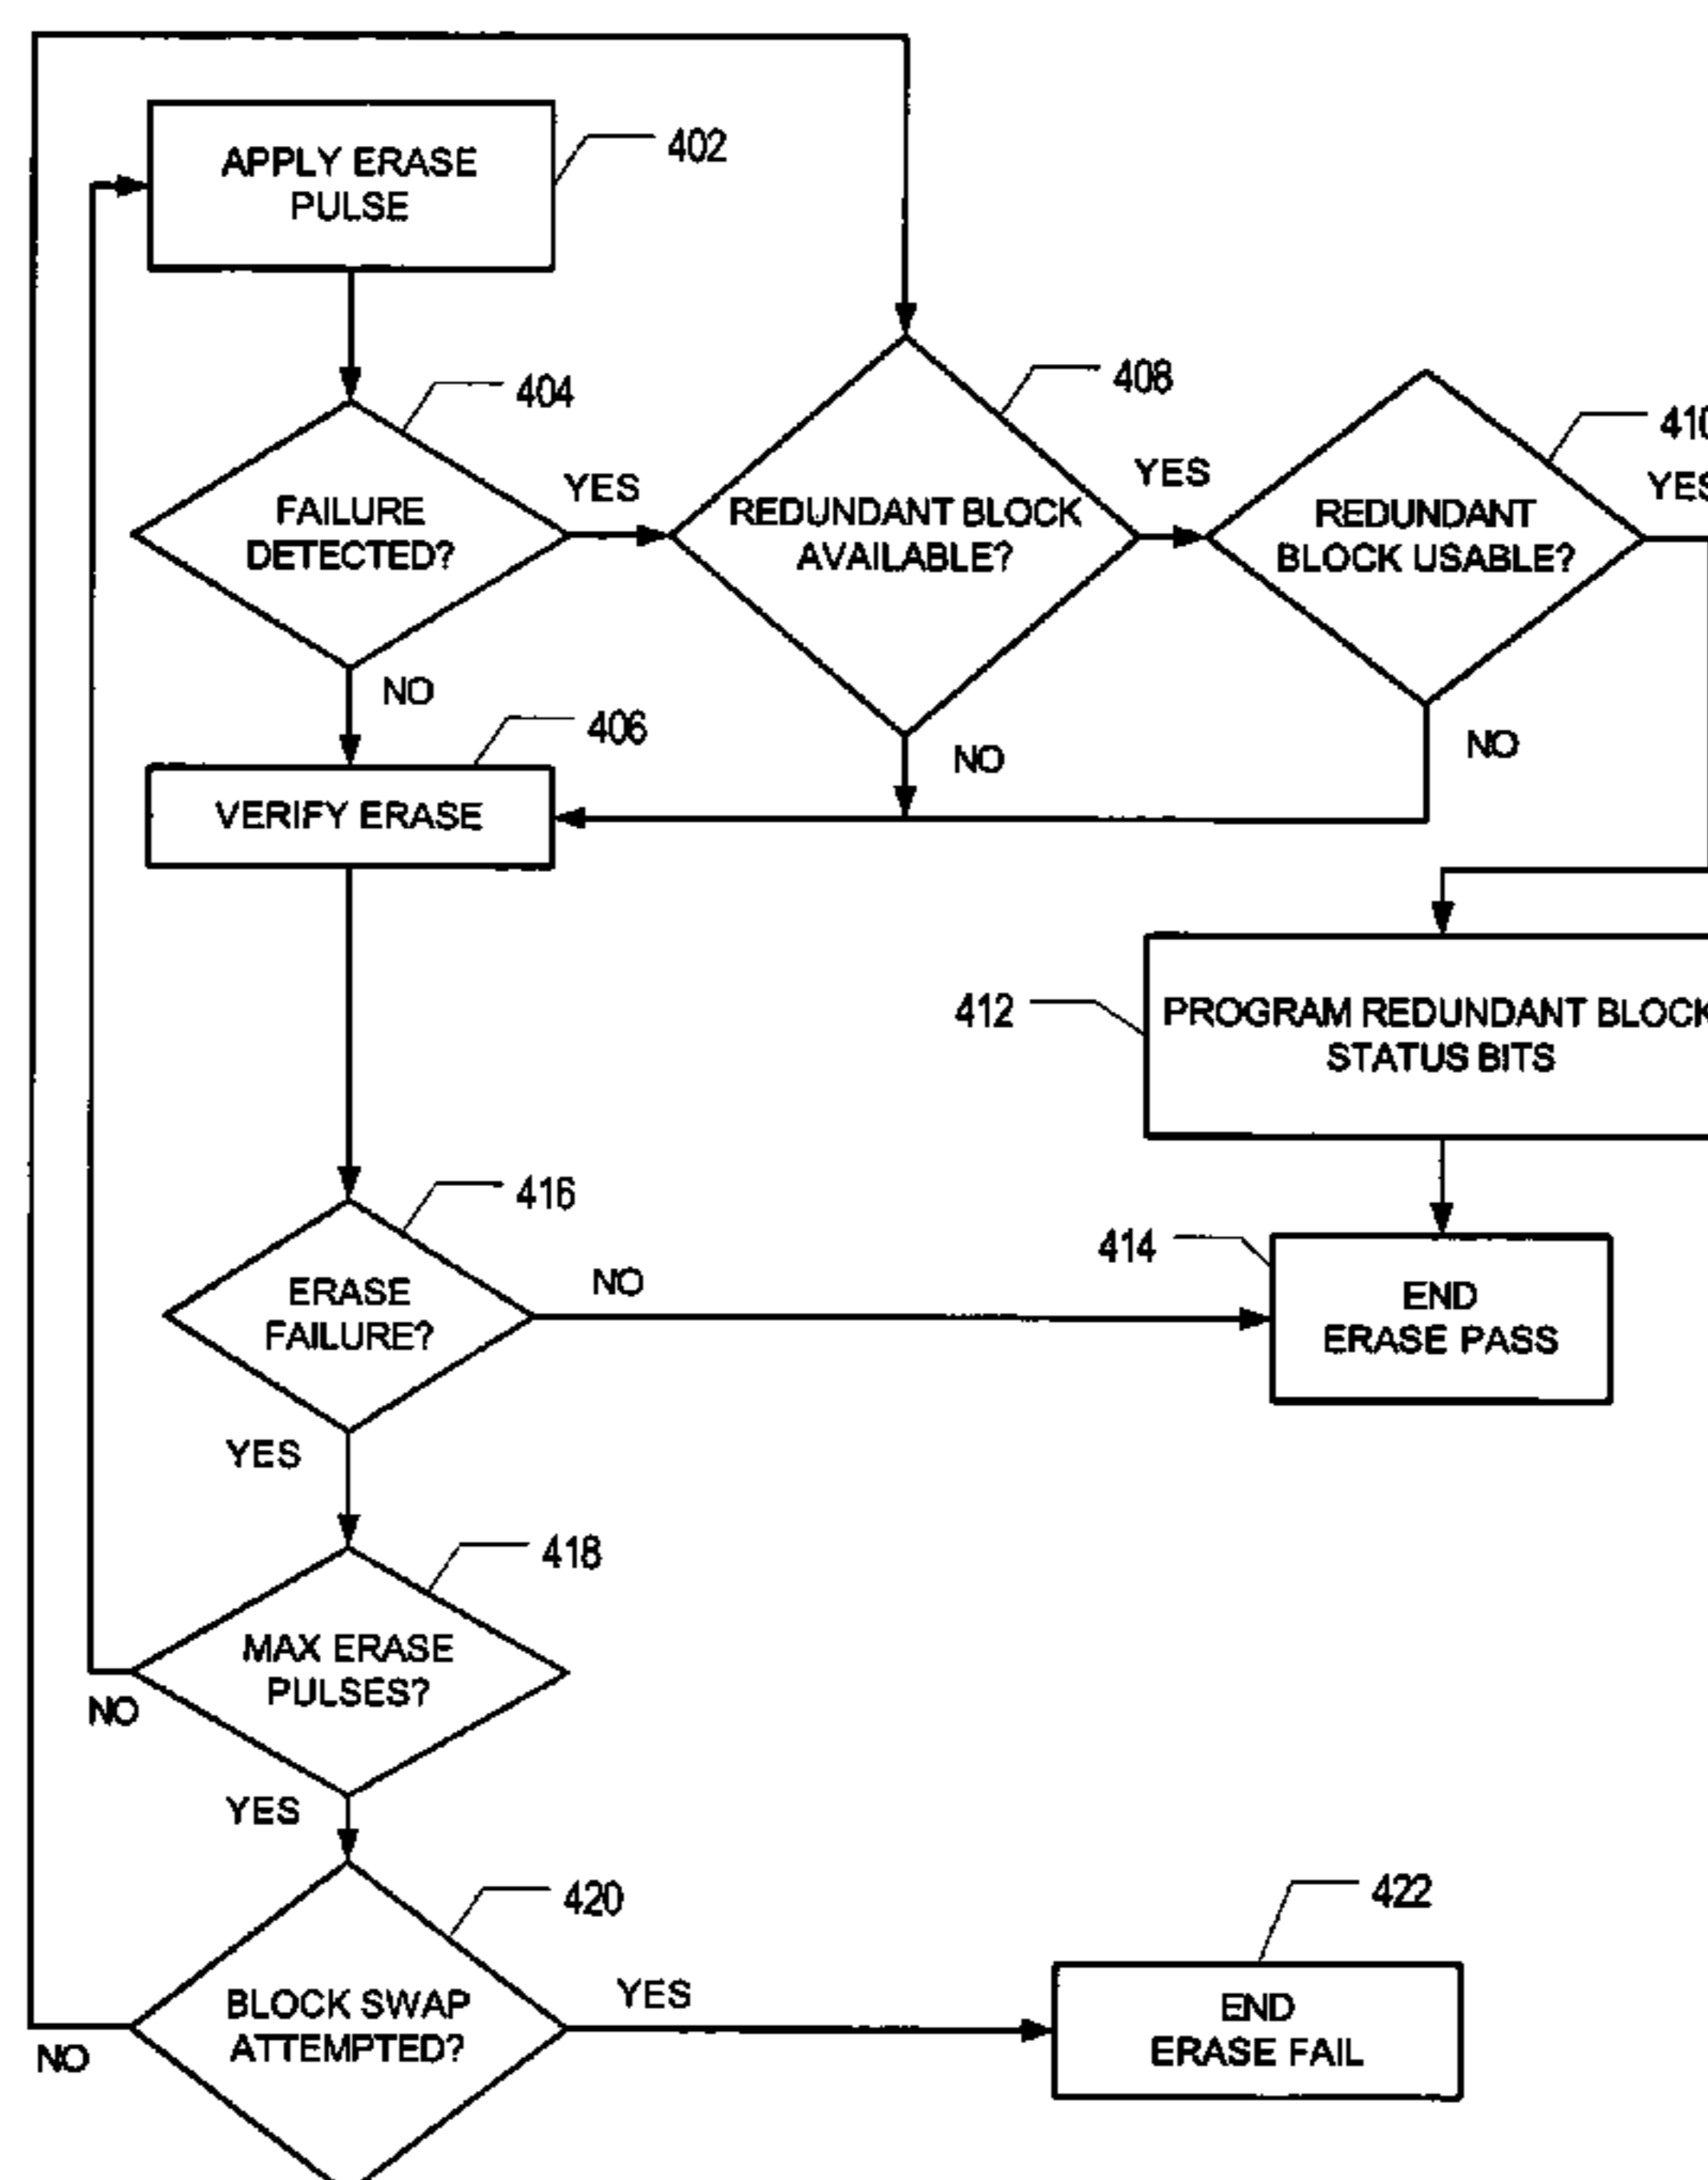 APPLY ERASE
PULSE
402
404
FAILURE
DETECTED?
YES
NO
408
REDUNDANT BLOCK
AVAILABLE?
YES
NO
410
REDUNDANT
BLOCK USABLE?
YES
NO
406
VERIFY ERASE
412
PROGRAM REDUNDANT BLOCK
STATUS BITS
416
ERASE
FAILURE?
NO
YES
414
END
ERASE PASS
418
MAX ERASE
PULSES?
NO
YES
420
BLOCK SWAP
ATTEMPTED?
NO
YES
422
END
ERASE FAIL